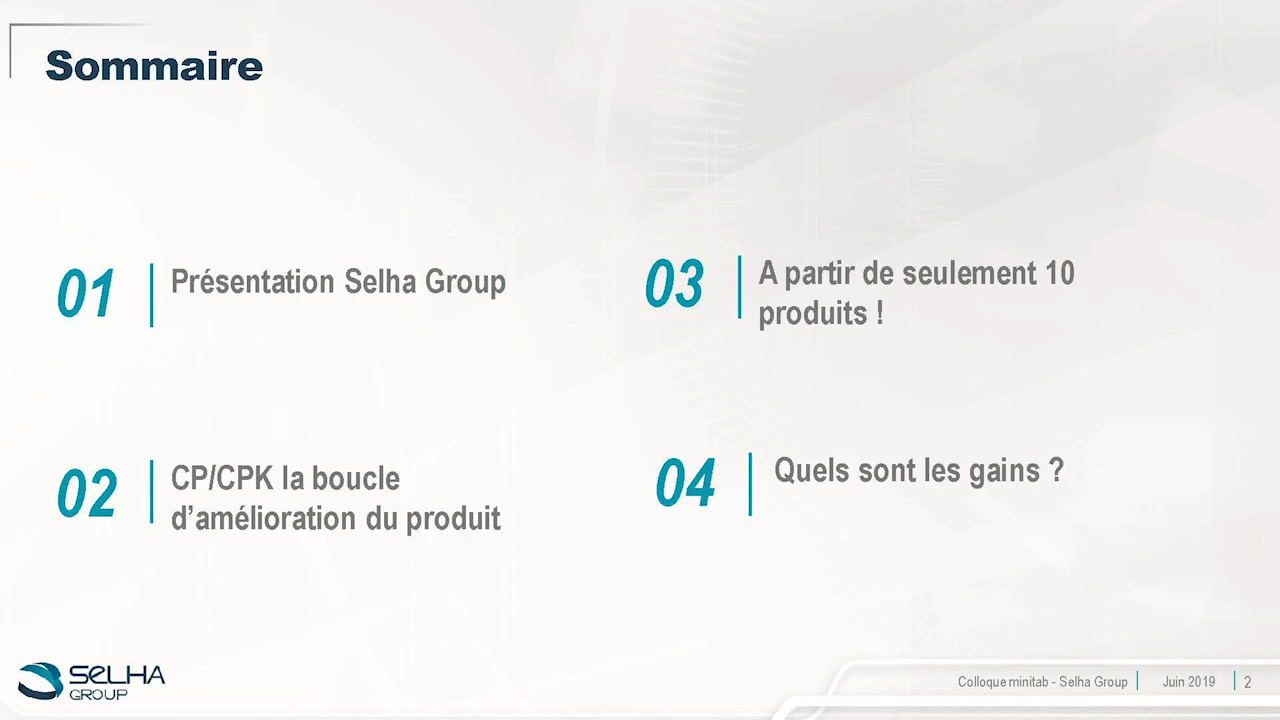 Sommaire
01
Présentation Selha Group
02
CP/CPK la boucle
d’amélioration du produit
03
A partir de seulement 10
produits !
04
Quels sont les gains ?
SELHA
GROUP
Colloque minitab - Selha Group
Juin 2019
2